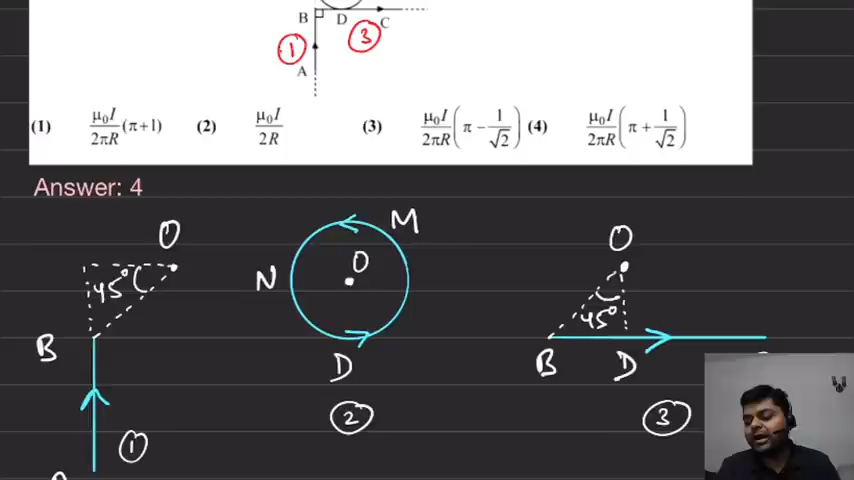 B D C
① ③
A
(1) μ₀I/2πR (π+1) (2) μ₀I/2R (3) μ₀I/2πR (π − 1/√2) (4) μ₀I/2πR (π + 1/√2)
Answer: 4
O M O
45° N O 45°
B D B D
① ② ③